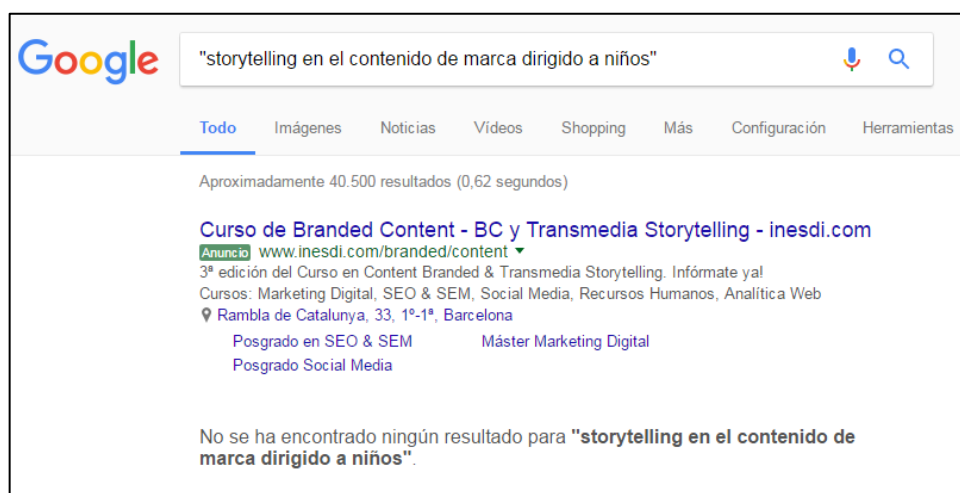 Google
"storytelling en el contenido de marca dirigido a niños"
Todo Imágenes Noticias Vídeos Shopping Más Configuración Herramientas
Aproximadamente 40.500 resultados (0,62 segundos)
Curso de Branded Content - BC y Transmedia Storytelling - inesdi.com
Anuncio www.inesdi.com/branded/content
3ª edición del Curso en Content Branded & Transmedia Storytelling. Infórmate ya!
Cursos: Marketing Digital, SEO & SEM, Social Media, Recursos Humanos, Analítica Web
Rambla de Catalunya, 33, 1º-1ª, Barcelona
Posgrado en SEO & SEM Máster Marketing Digital
Posgrado Social Media
No se ha encontrado ningún resultado para "storytelling en el contenido de
marca dirigido a niños".